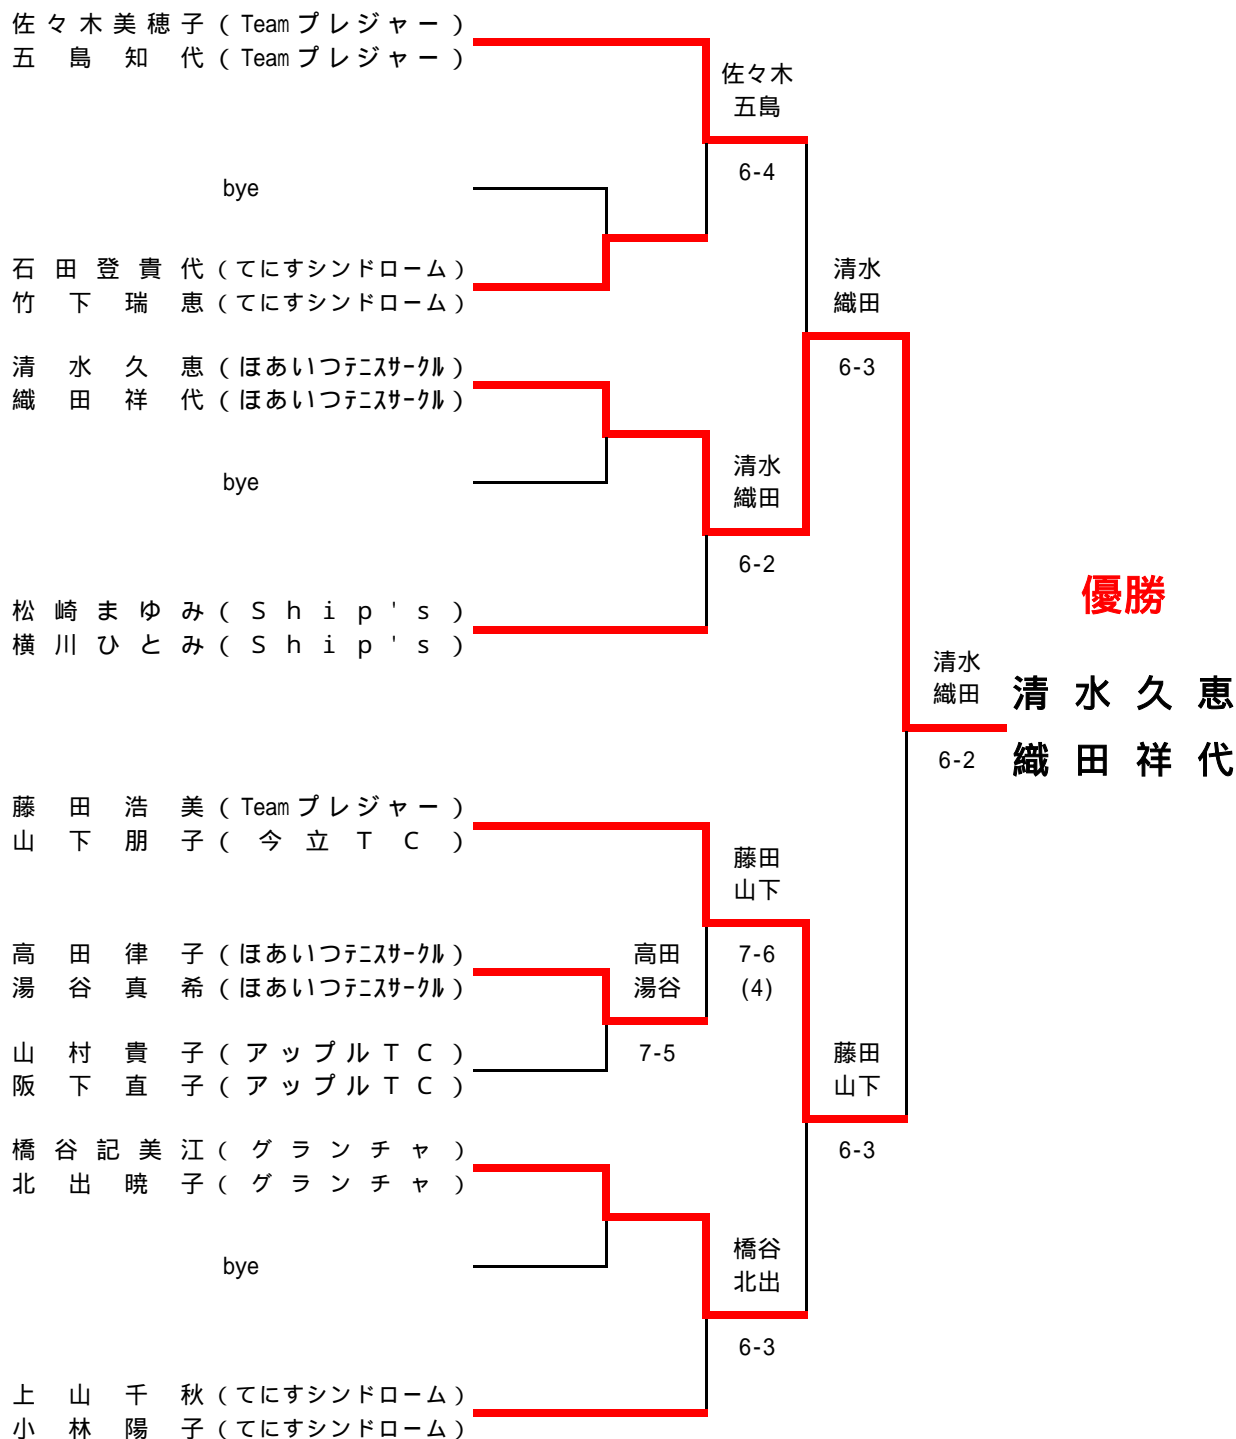 佐々木美穂子(Teamプレジャー)
五島知代(Teamプレジャー)
佐々木
五島
6-4
bye
石田登貴代(てにすシンドローム)
竹下瑞恵(てにすシンドローム)
清水
織田
6-3
清水久恵(ほあいつﾃﾆｽｻｰｸﾙ)
織田祥代(ほあいつﾃﾆｽｻｰｸﾙ)
bye
清水
織田
6-2
松崎まゆみ(Ship's)
横川ひとみ(Ship's)
優勝
清水
織田
6-2
清水久恵
織田祥代
藤田浩美(Teamプレジャー)
山下朋子(今立TC)
藤田
山下
7-6
(4)
高田律子(ほあいつﾃﾆｽｻｰｸﾙ)
湯谷真希(ほあいつﾃﾆｽｻｰｸﾙ)
高田
湯谷
7-5
山村貴子(アップルTC)
阪下直子(アップルTC)
藤田
山下
6-3
橋谷記美江(グランチャ)
北出暁子(グランチャ)
bye
橋谷
北出
6-3
上山千秋(てにすシンドローム)
小林陽子(てにすシンドローム)